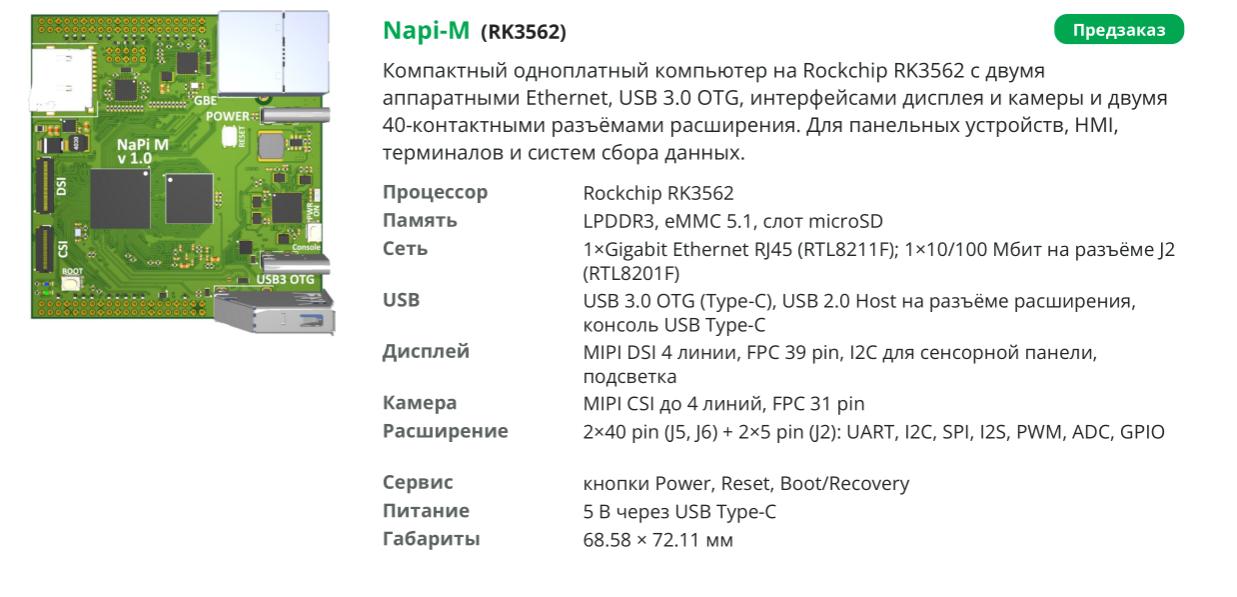 Napi-M (RK3562)
Предзаказ
Компактный одноплатный компьютер на Rockchip RK3562 с двумя
аппаратными Ethernet, USB 3.0 OTG, интерфейсами дисплея и камеры и двумя
40-контактными разъёмами расширения. Для панельных устройств, HMI,
терминалов и систем сбора данных.
Процессор Rockchip RK3562
Память LPDDR3, eMMC 5.1, слот microSD
Сеть 1×Gigabit Ethernet RJ45 (RTL8211F); 1×10/100 Мбит на разъёме J2
(RTL8201F)
USB USB 3.0 OTG (Type-C), USB 2.0 Host на разъёме расширения,
консоль USB Type-C
Дисплей MIPI DSI 4 линии, FPC 39 pin, I2C для сенсорной панели,
подсветка
Камера MIPI CSI до 4 линий, FPC 31 pin
Расширение 2×40 pin (J5, J6) + 2×5 pin (J2): UART, I2C, SPI, I2S, PWM, ADC, GPIO
Сервис кнопки Power, Reset, Boot/Recovery
Питание 5 В через USB Type-C
Габариты 68.58 × 72.11 мм
GBE
POWER
RESET
NaPi M
v 1.0
DSI
PWR
ON
CSI
Console
BOOT
USB3 OTG